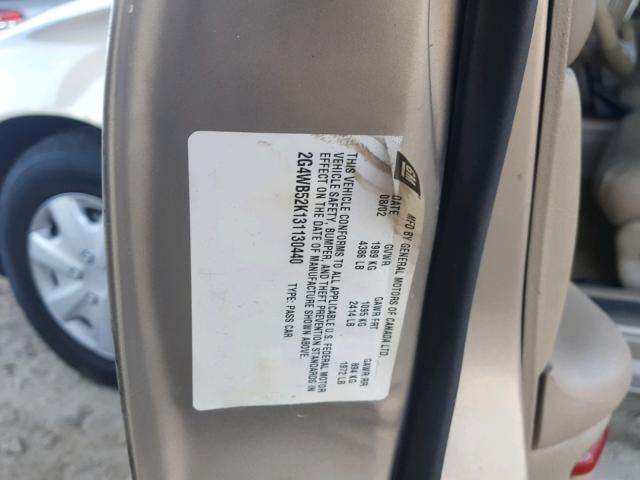 GM
MFD BY GENERAL MOTORS OF CANADA LTD.
DATE GVWR GAWR FRT GAWR RR
08/02 1989 KG 1095 KG 894 KG
4386 LB 2414 LB 1972 LB
THIS VEHICLE CONFORMS TO ALL APPLICABLE U.S. FEDERAL MOTOR
VEHICLE SAFETY, BUMPER, AND THEFT PREVENTION STANDARDS IN
EFFECT ON THE DATE OF MANUFACTURE SHOWN ABOVE.
2G4WB52K131130440 TYPE: PASS CAR